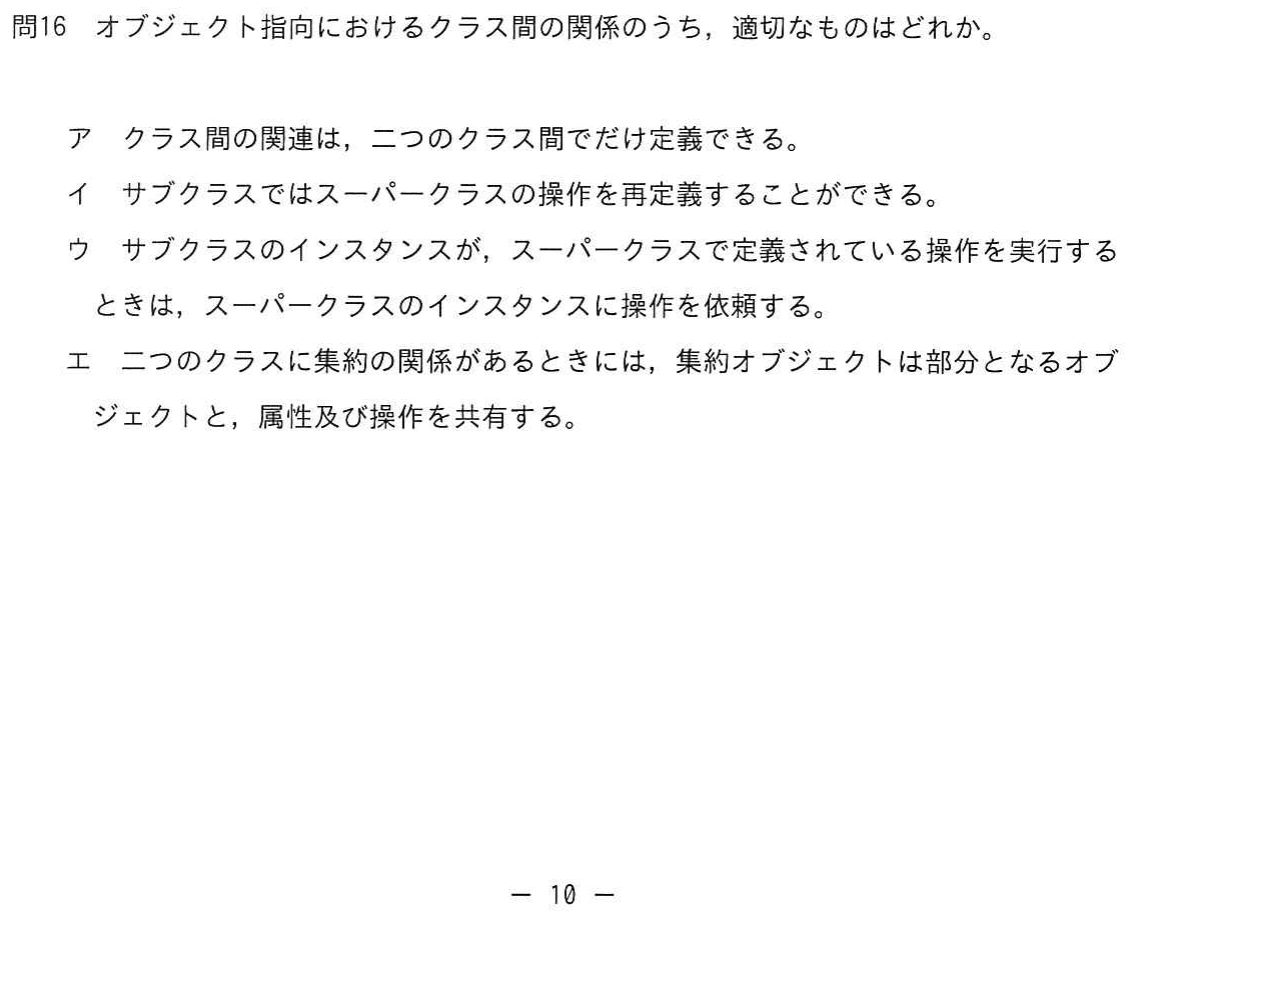 問16　オブジェクト指向におけるクラス間の関係のうち，適切なものはどれか。
ア　クラス間の関連は，二つのクラス間でだけ定義できる。
イ　サブクラスではスーパークラスの操作を再定義することができる。
ウ　サブクラスのインスタンスが，スーパークラスで定義されている操作を実行する
ときは，スーパークラスのインスタンスに操作を依頼する。
エ　二つのクラスに集約の関係があるときには，集約オブジェクトは部分となるオブ
ジェクトと，属性及び操作を共有する。
－ 10 －